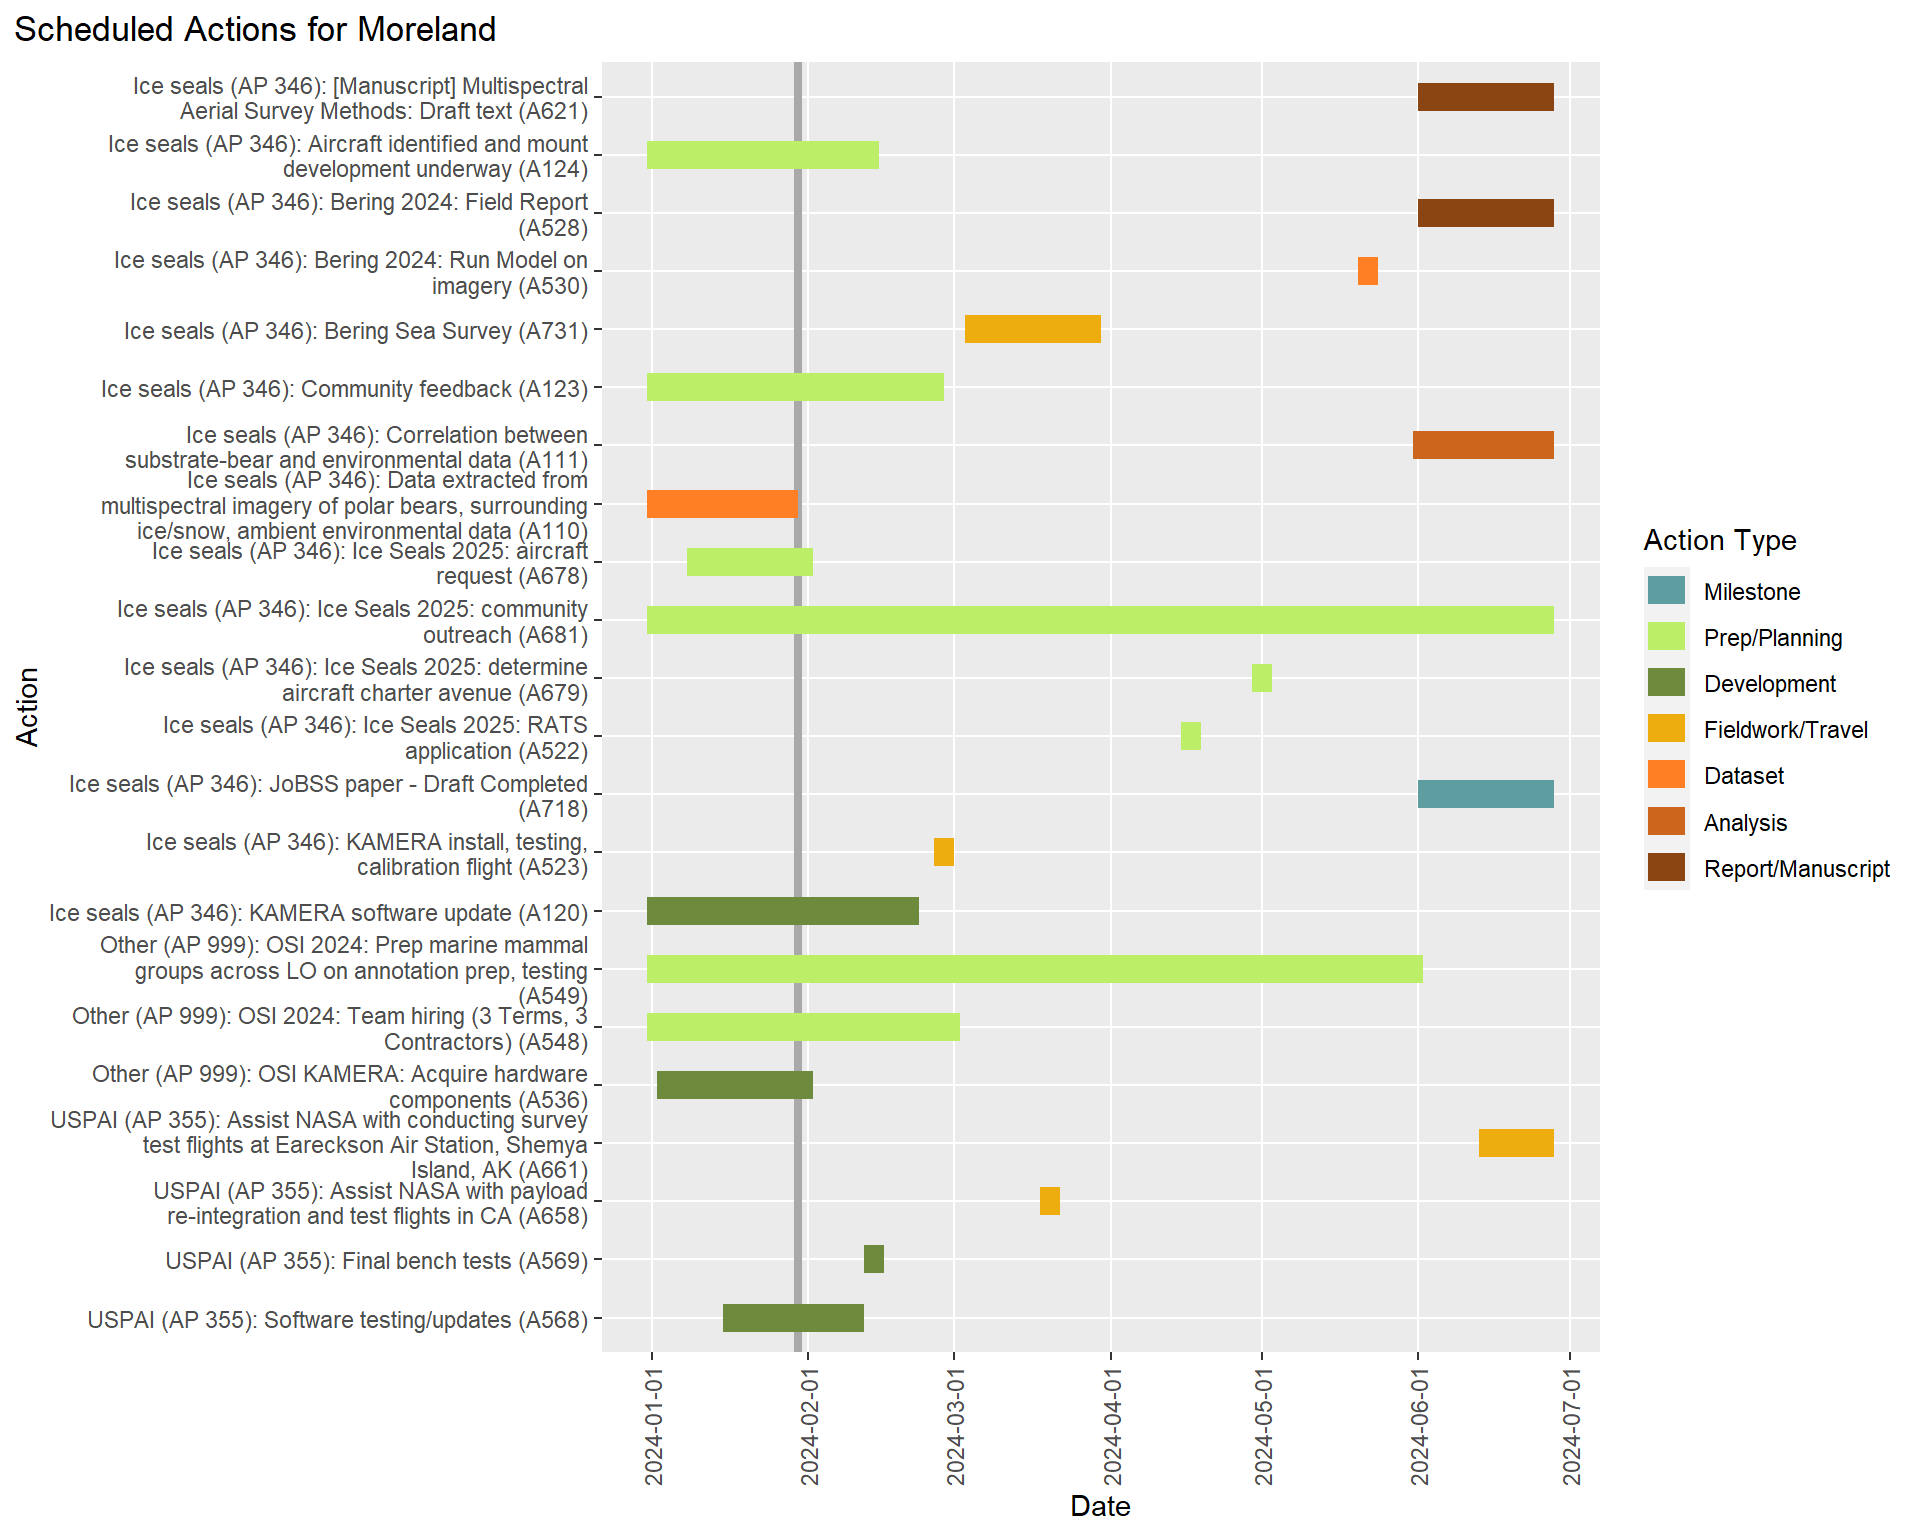 Scheduled Actions for Moreland
Ice seals (AP 346): [Manuscript] Multispectral
Aerial Survey Methods: Draft text (A621)
Ice seals (AP 346): Aircraft identified and mount
development underway (A124)
Ice seals (AP 346): Bering 2024: Field Report
(A528)
Ice seals (AP 346): Bering 2024: Run Model on
imagery (A530)
Ice seals (AP 346): Bering Sea Survey (A731)
Ice seals (AP 346): Community feedback (A123)
Ice seals (AP 346): Correlation between
substrate-bear and environmental data (A111)
Ice seals (AP 346): Data extracted from
multispectral imagery of polar bears, surrounding
ice/snow, ambient environmental data (A110)
Ice seals (AP 346): Ice Seals 2025: aircraft
request (A678)
Ice seals (AP 346): Ice Seals 2025: community
outreach (A681)
Ice seals (AP 346): Ice Seals 2025: determine
aircraft charter avenue (A679)
Ice seals (AP 346): Ice Seals 2025: RATS
application (A522)
Ice seals (AP 346): JoBSS paper - Draft Completed
(A718)
Ice seals (AP 346): KAMERA install, testing,
calibration flight (A523)
Ice seals (AP 346): KAMERA software update (A120)
Other (AP 999): OSI 2024: Prep marine mammal
groups across LO on annotation prep, testing
(A549)
Other (AP 999): OSI 2024: Team hiring (3 Terms, 3
Contractors) (A548)
Other (AP 999): OSI KAMERA: Acquire hardware
components (A536)
USPAI (AP 355): Assist NASA with conducting survey
test flights at Eareckson Air Station, Shemya
Island, AK (A661)
USPAI (AP 355): Assist NASA with payload
re-integration and test flights in CA (A658)
USPAI (AP 355): Final bench tests (A569)
USPAI (AP 355): Software testing/updates (A568)
Action
2024-01-01
2024-02-01
2024-03-01
2024-04-01
2024-05-01
2024-06-01
2024-07-01
Date
Action Type
Milestone
Prep/Planning
Development
Fieldwork/Travel
Dataset
Analysis
Report/Manuscript